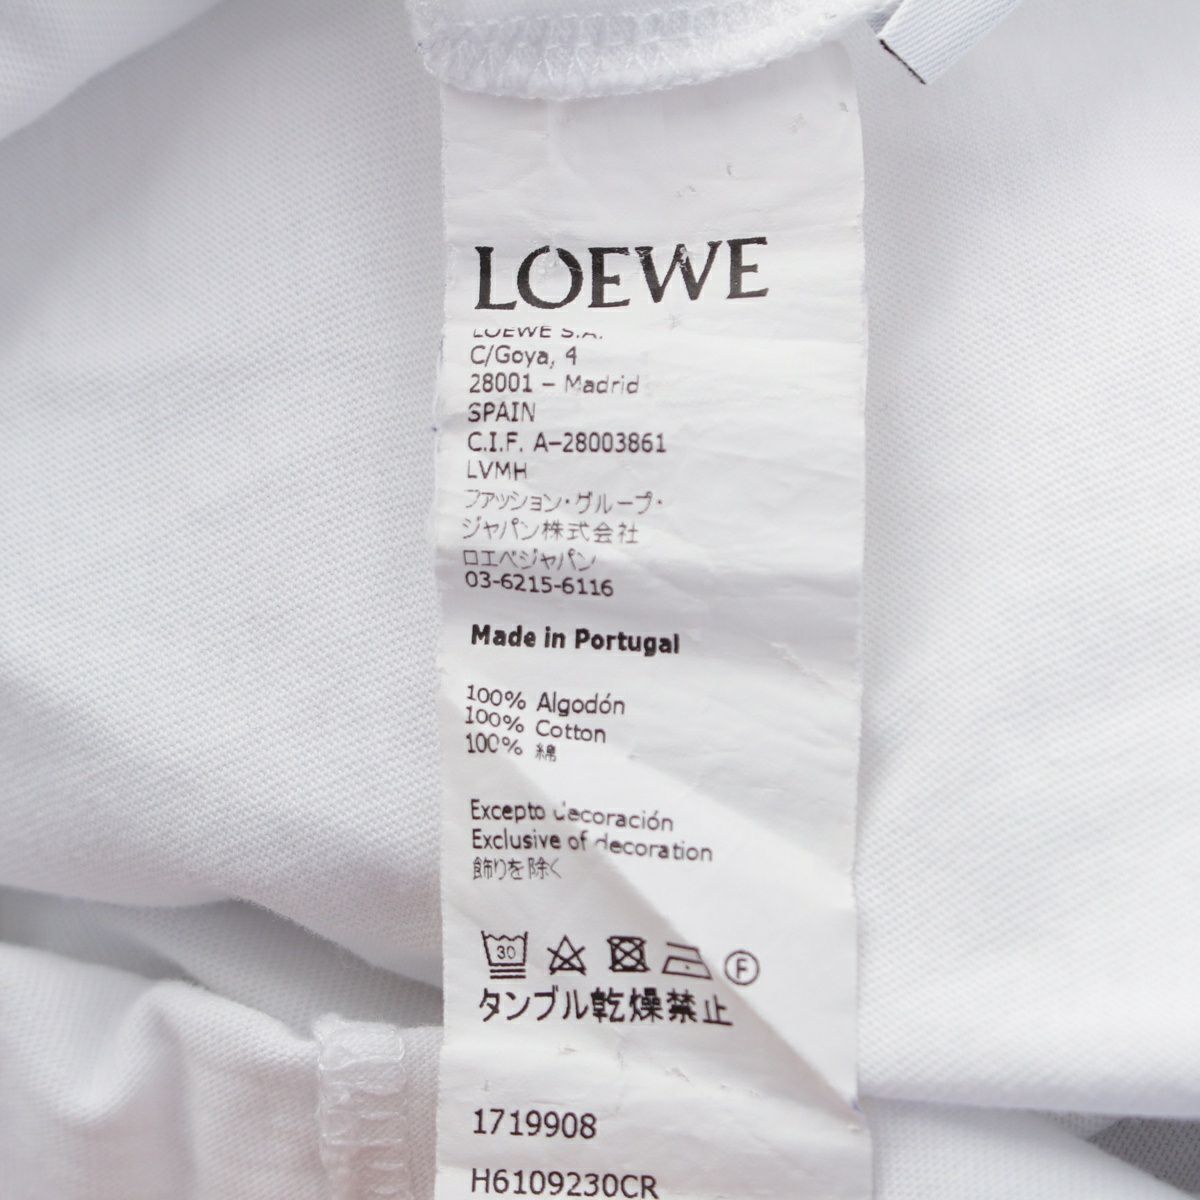 LOEWE
LOEWE S.A.
C/Goya, 4
28001 – Madrid
SPAIN
C.I.F. A–28003861
LVMH
ファッション・グループ・
ジャパン株式会社
ロエベジャパン
03-6215-6116
Made in Portugal
100% Algodón
100% Cotton
100% 綿
Excepto decoración
Exclusive of decoration
飾りを除く
30 F
タンブル乾燥禁止
1719908
H6109230CR